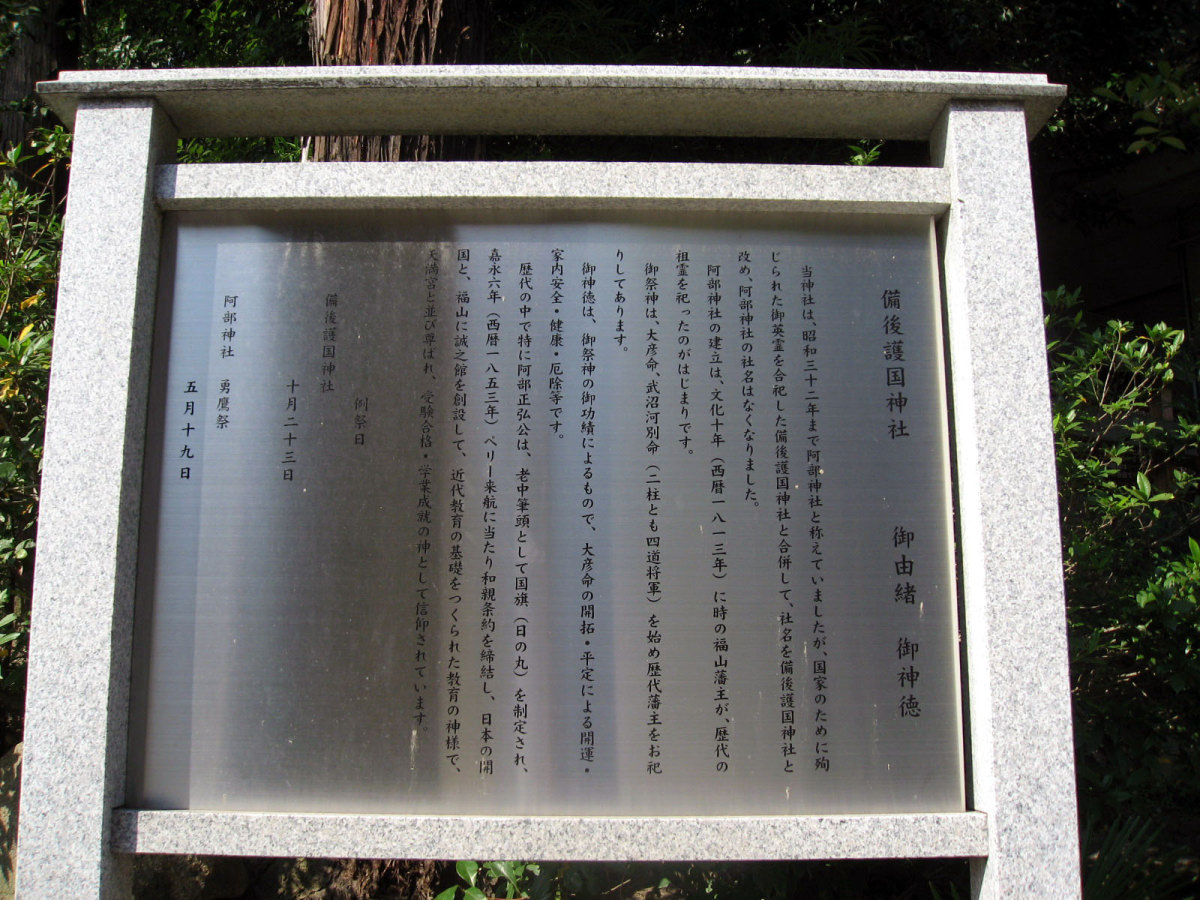 備後護国神社　御由緒　御神徳
当神社は、昭和三十二年まで阿部神社と称えていましたが、国家のために殉
じられた御英霊を合祀した備後護国神社と合併して、社名を備後護国神社と
改め、阿部神社の社名はなくなりました。
阿部神社の建立は、文化十年（西暦一八一三年）に時の福山藩主が、歴代の
祖霊を祀ったのがはじまりです。
御祭神は、大彦命、武沼河別命（二柱とも四道将軍）を始め歴代藩主をお祀
りしてあります。
御神徳は、御祭神の御功績によるもので、大彦命の開拓・平定による開運・
家内安全・健康・厄除等です。
歴代の中で特に阿部正弘公は、老中筆頭として国旗（日の丸）を制定され、
嘉永六年（西暦一八五三年）ペリー来航に当たり和親条約を締結し、日本の開
国と、福山に誠之館を創設して、近代教育の基礎をつくられた教育の神様で、
天満宮と並び尊ばれ、受験合格・学業成就の神として信仰されています。
例祭日
備後護国神社
十月二十三日
阿部神社　勇鷹祭
五月十九日